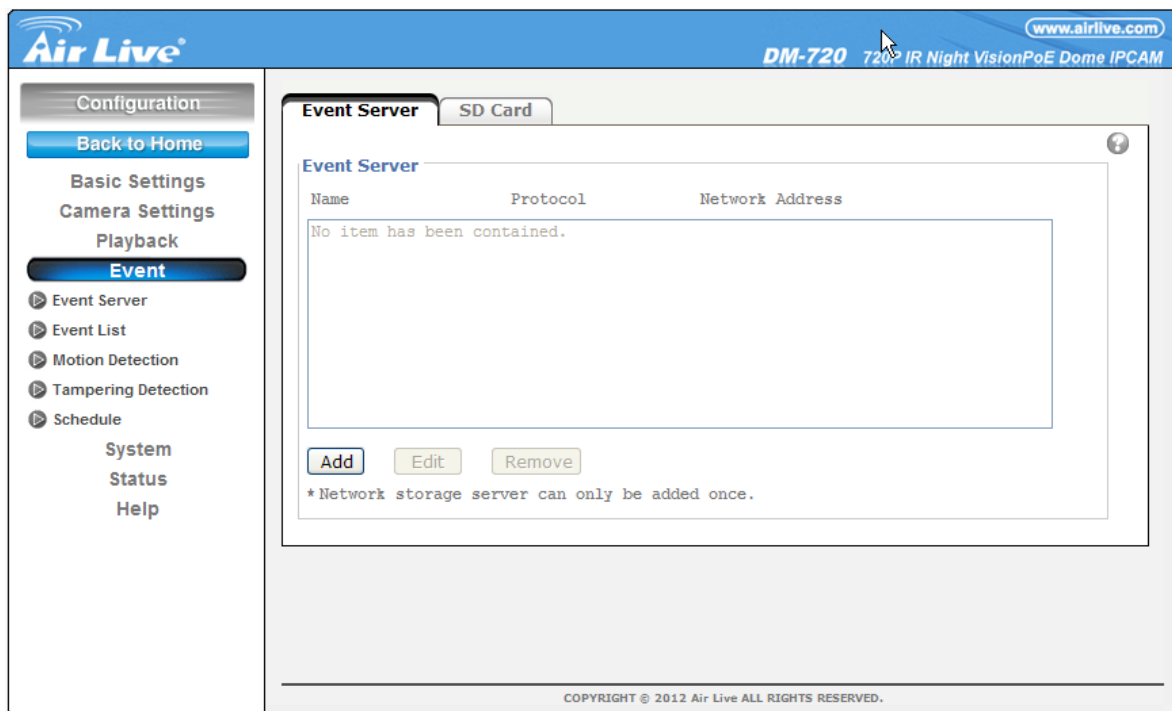 Air Live®
www.airlive.com
DM-720 720P IR Night VisionPoE Dome IPCAM
Configuration
Back to Home
Basic Settings
Camera Settings
Playback
Event
Event Server
Event List
Motion Detection
Tampering Detection
Schedule
System
Status
Help
Event Server SD Card
?
Event Server
Name Protocol Network Address
No item has been contained.
Add Edit Remove
*Network storage server can only be added once.
COPYRIGHT © 2012 Air Live ALL RIGHTS RESERVED.